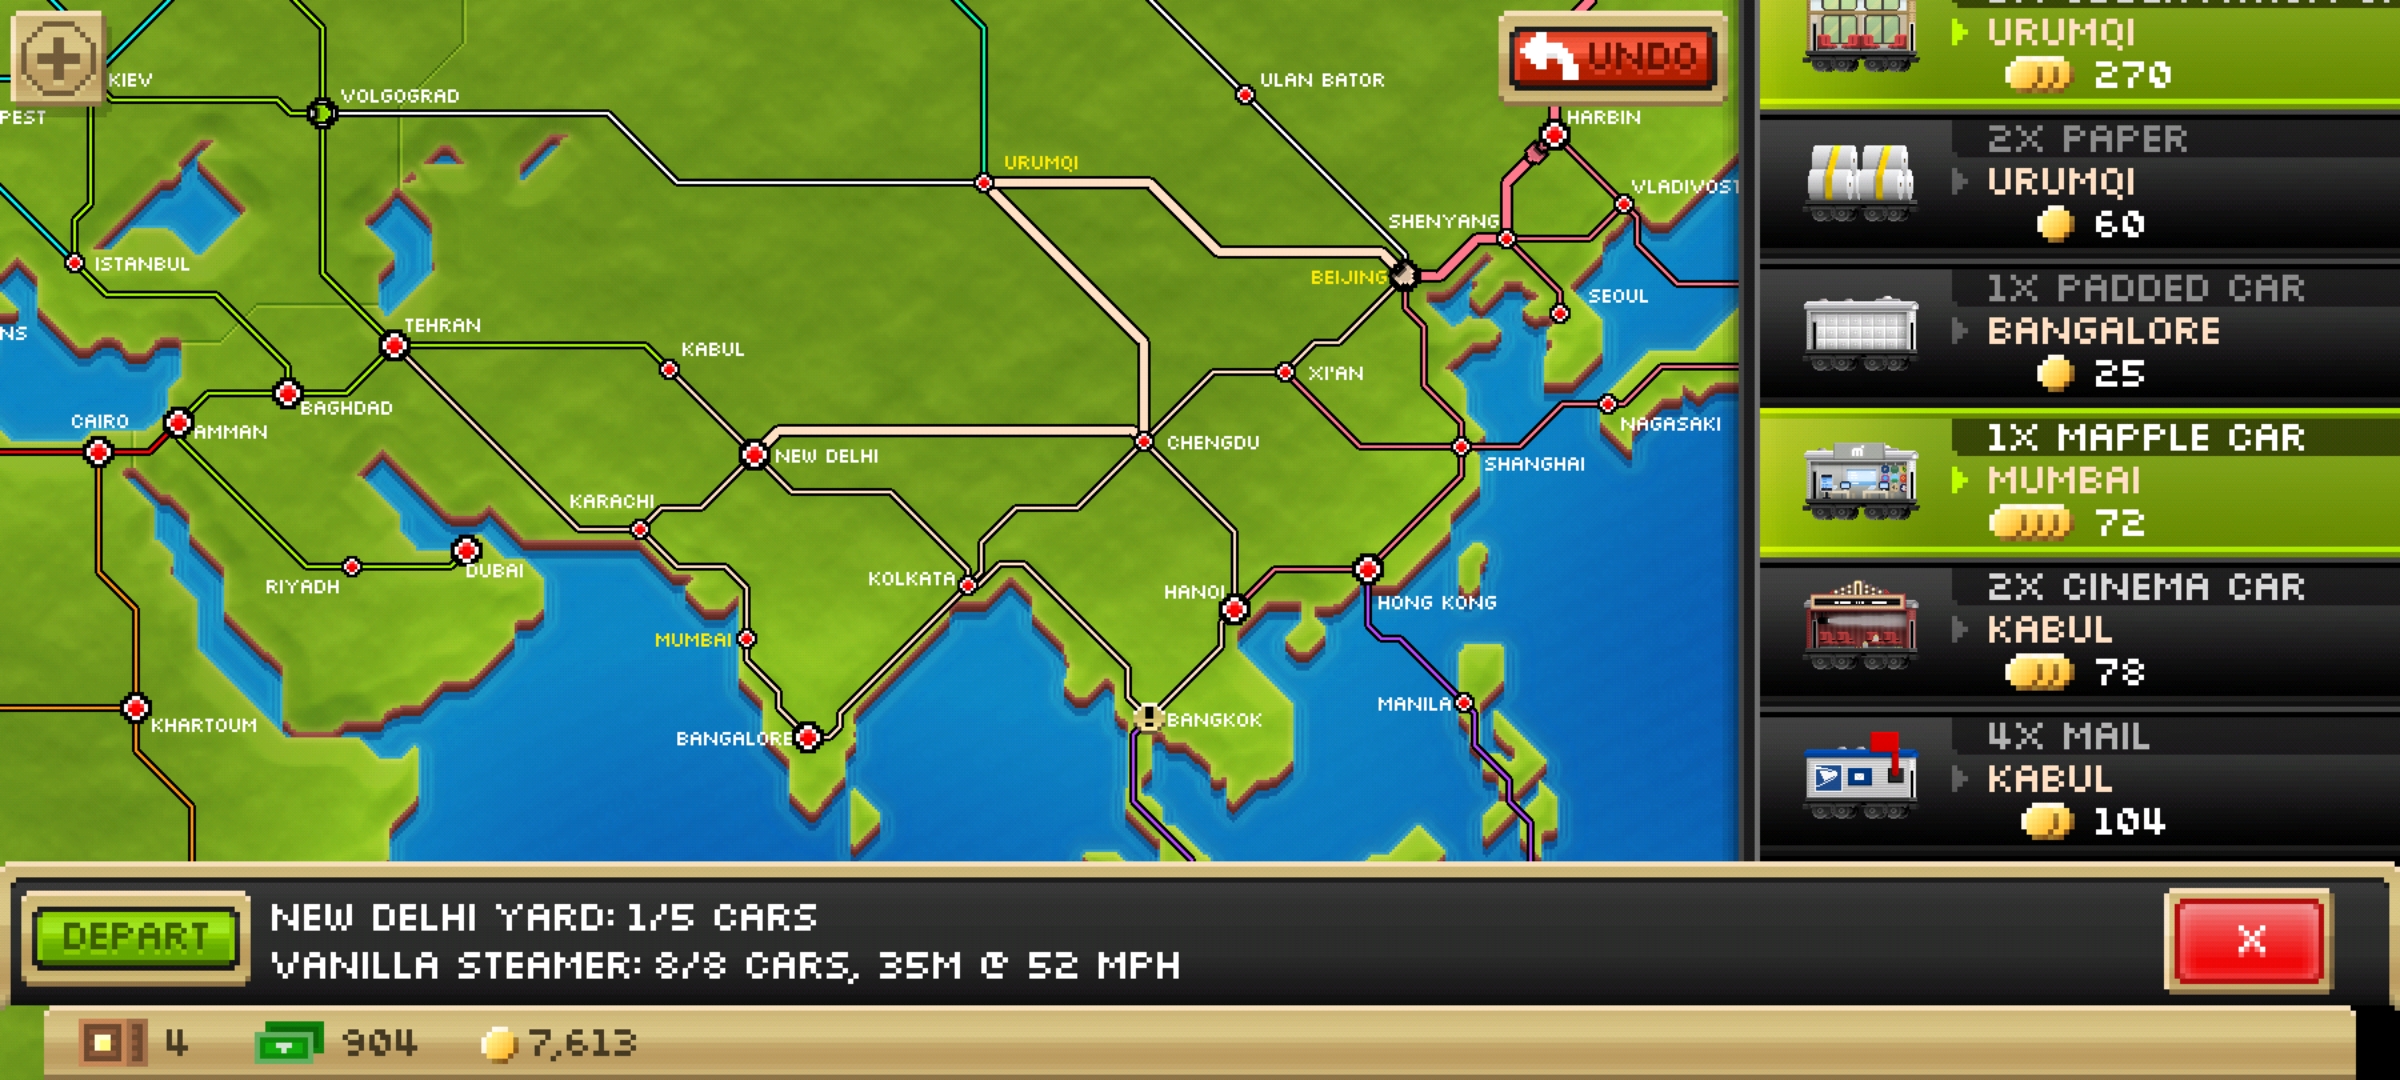 KIEV
PEST
VOLGOGRAD
ULAN BATOR
UNDO
HARBIN
URUMQI
VLADIVOST
SHENYANG
ISTANBUL
BEIJING
SEOUL
NS
TEHRAN
KABUL
XI'AN
BAGHDAD
CAIRO
AMMAN
NAGASAKI
NEW DELHI
CHENGDU
SHANGHAI
KARACHI
RIYADH
DUBAI
KOLKATA
HANOI
HONG KONG
MUMBAI
MANILA
KHARTOUM
BANGALORE
BANGKOK
URUMQI
270
2X PAPER
URUMQI
60
1X PADDED CAR
BANGALORE
25
1X MAPPLE CAR
MUMBAI
72
2X CINEMA CAR
KABUL
78
4X MAIL
KABUL
104
DEPART
NEW DELHI YARD: 1/5 CARS
VANILLA STEAMER: 8/8 CARS, 35M @ 52 MPH
X
4
904
7,613